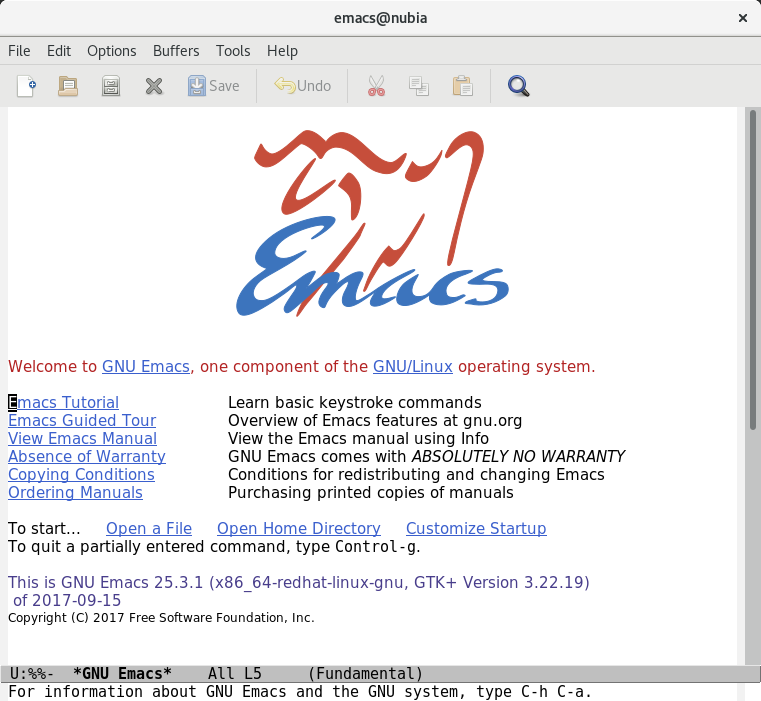 emacs@nubia ×
File Edit Options Buffers Tools Help
Save Undo
Emacs
Welcome to GNU Emacs, one component of the GNU/Linux operating system.
Emacs Tutorial Learn basic keystroke commands
Emacs Guided Tour Overview of Emacs features at gnu.org
View Emacs Manual View the Emacs manual using Info
Absence of Warranty GNU Emacs comes with ABSOLUTELY NO WARRANTY
Copying Conditions Conditions for redistributing and changing Emacs
Ordering Manuals Purchasing printed copies of manuals
To start... Open a File Open Home Directory Customize Startup
To quit a partially entered command, type Control-g.
This is GNU Emacs 25.3.1 (x86_64-redhat-linux-gnu, GTK+ Version 3.22.19)
of 2017-09-15
Copyright (C) 2017 Free Software Foundation, Inc.
U:%%- *GNU Emacs* All L5 (Fundamental)
For information about GNU Emacs and the GNU system, type C-h C-a.